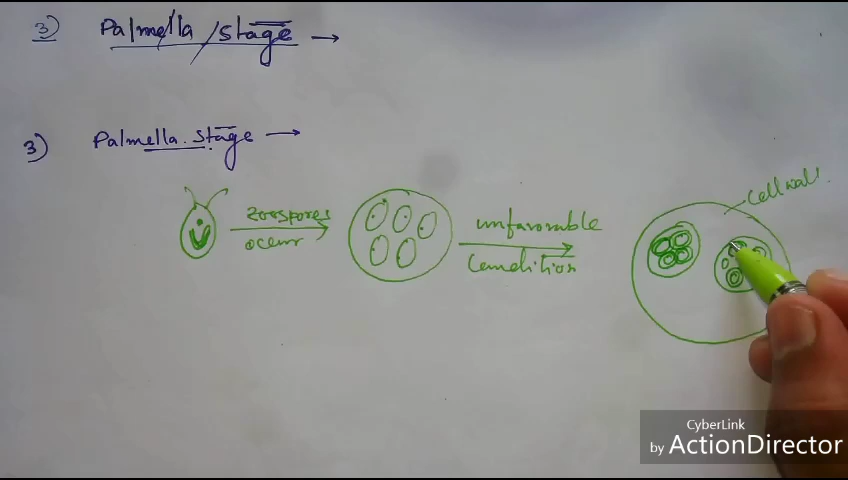 3) Palmella /stage →
3) Palmella. stage →
zoospores
occur
unfavorable
Condition
Cell wall.
CyberLink
by ActionDirector